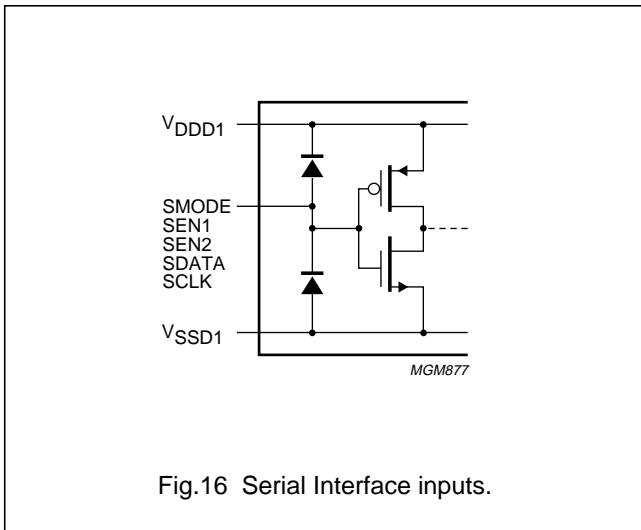 VDDD1
SMODE
SEN1
SEN2
SDATA
SCLK
VSSD1
MGM877
Fig.16 Serial Interface inputs.